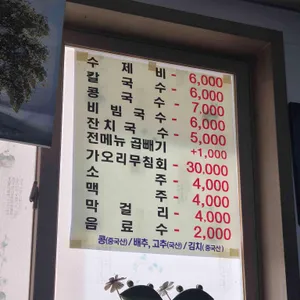 수제비 - 6,000
칼국수 - 6,000
콩국수 - 7,000
비빔국수 - 6,000
잔치국수 - 5,000
전메뉴 곱빼기 +1,000
가오리무침회 - 30.000
소주 - 4,000
맥주 - 4,000
막걸리 - 4.000
음료수 - 2,000
콩(중국산) / 배추, 고추(국산) / 김치(중국산)